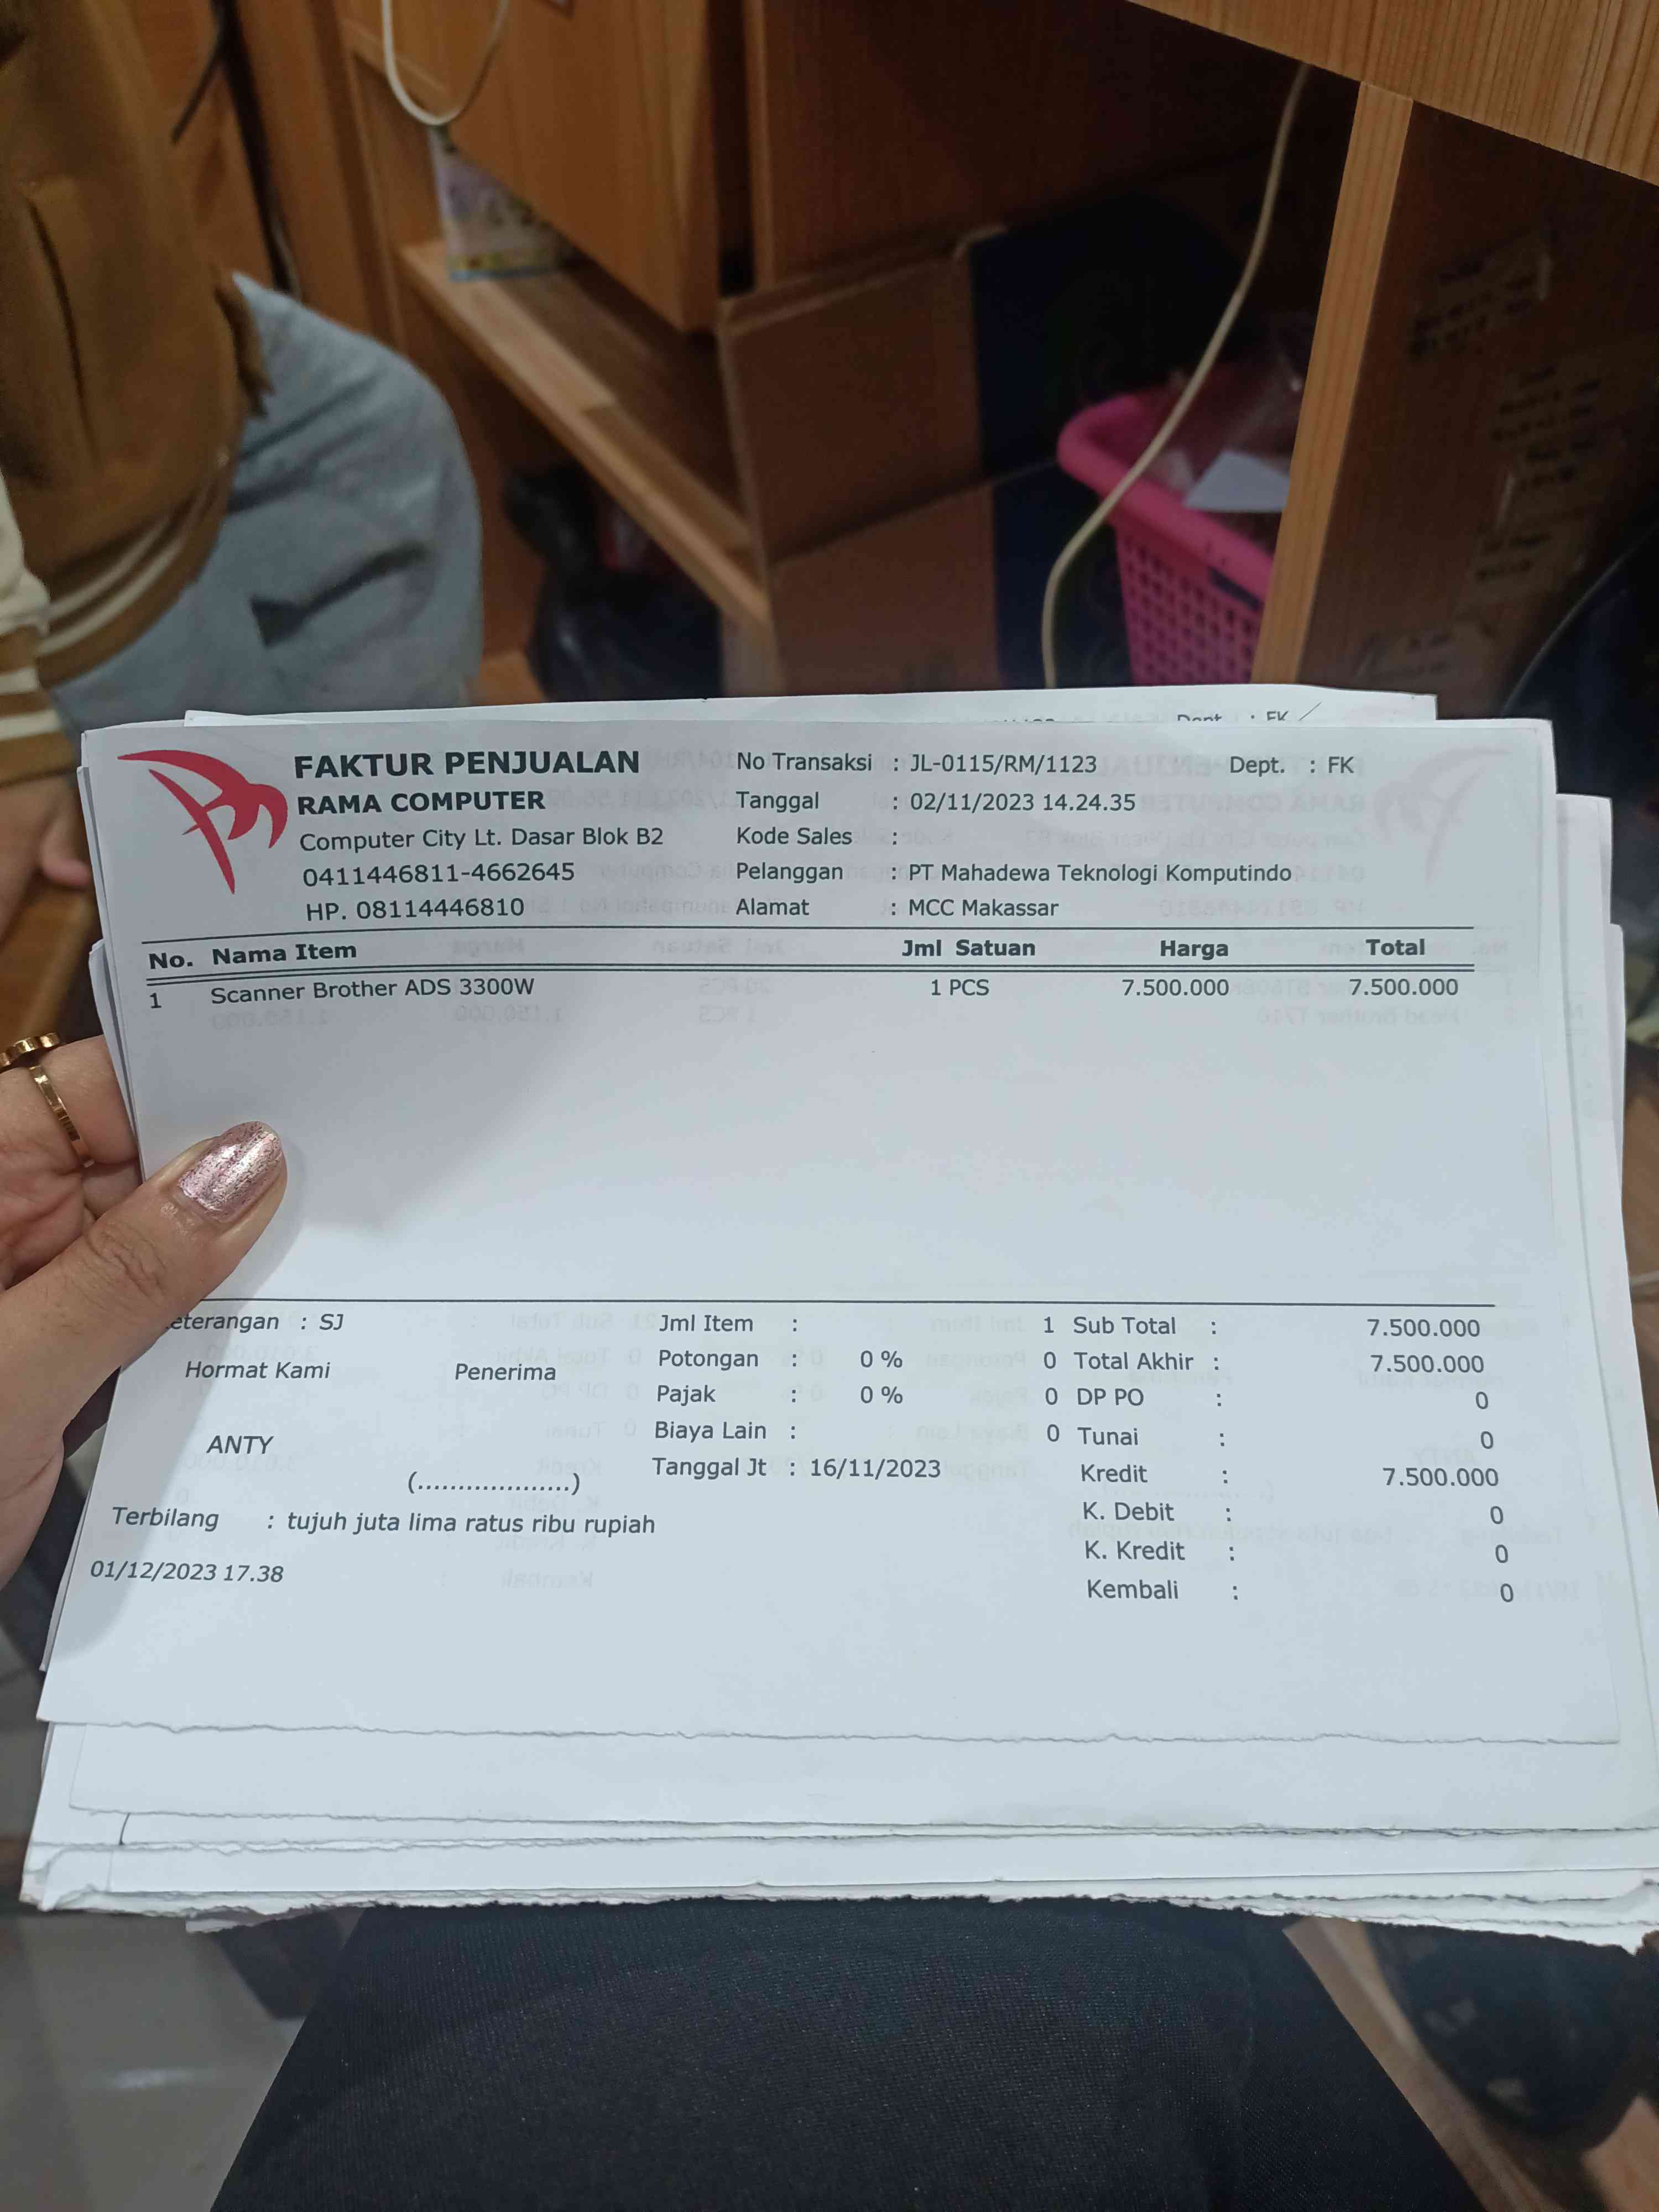 Dept : FK
FAKTUR PENJUALAN
RAMA COMPUTER
Computer City Lt. Dasar Blok B2
0411446811-4662645
HP. 08114446810
No Transaksi : JL-0115/RM/1123 Dept. : FK
Tanggal : 02/11/2023 14.24.35
Kode Sales :
Pelanggan : PT Mahadewa Teknologi Komputindo
Alamat : MCC Makassar
No. Nama Item Jml Satuan Harga Total
1 Scanner Brother ADS 3300W 1 PCS 7.500.000 7.500.000
eterangan : SJ
Hormat Kami Penerima
ANTY
(...................)
Terbilang : tujuh juta lima ratus ribu rupiah
01/12/2023 17.38
Jml Item : 1
Potongan : 0 % 0
Pajak : 0 % 0
Biaya Lain : 0
Tanggal Jt : 16/11/2023
Sub Total : 7.500.000
Total Akhir : 7.500.000
DP PO : 0
Tunai : 0
Kredit : 7.500.000
K. Debit : 0
K. Kredit : 0
Kembali : 0